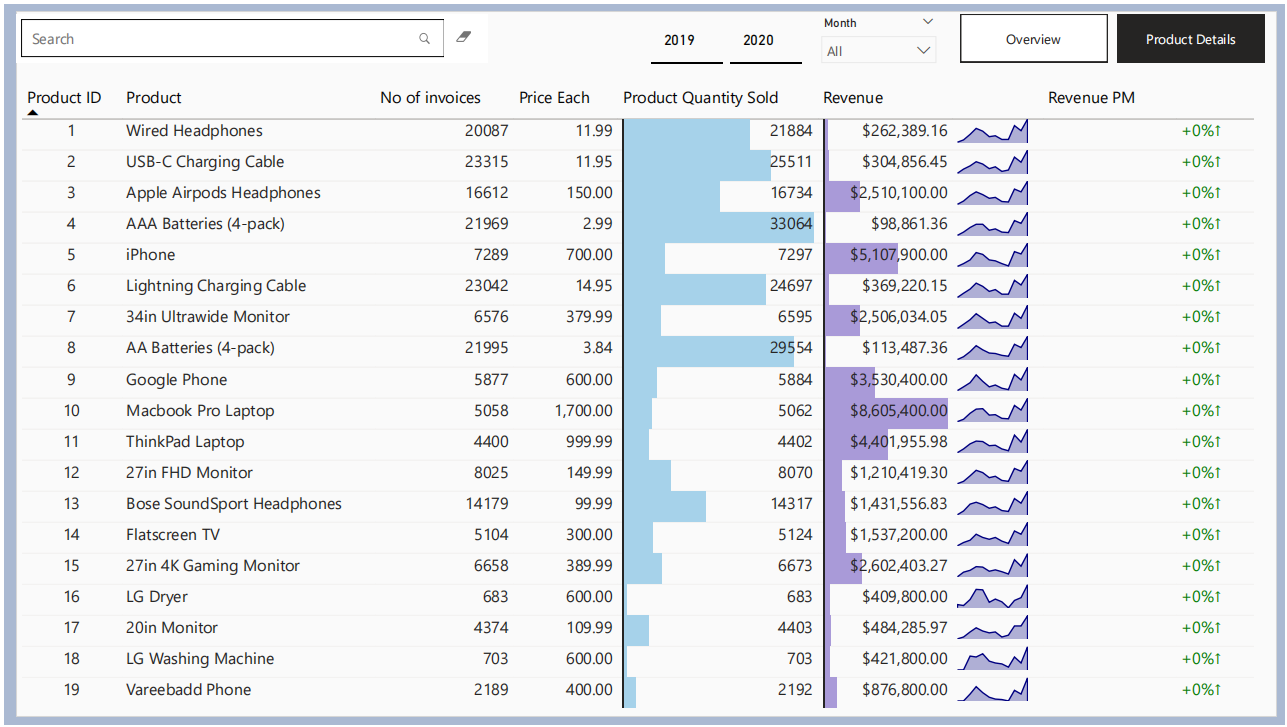 Search
2019 2020 Month All Overview Product Details
Product ID Product No of invoices Price Each Product Quantity Sold Revenue Revenue PM
1 Wired Headphones 20087 11.99 21884 $262,389.16 +0%↑
2 USB-C Charging Cable 23315 11.95 25511 $304,856.45 +0%↑
3 Apple Airpods Headphones 16612 150.00 16734 $2,510,100.00 +0%↑
4 AAA Batteries (4-pack) 21969 2.99 33064 $98,861.36 +0%↑
5 iPhone 7289 700.00 7297 $5,107,900.00 +0%↑
6 Lightning Charging Cable 23042 14.95 24697 $369,220.15 +0%↑
7 34in Ultrawide Monitor 6576 379.99 6595 $2,506,034.05 +0%↑
8 AA Batteries (4-pack) 21995 3.84 29554 $113,487.36 +0%↑
9 Google Phone 5877 600.00 5884 $3,530,400.00 +0%↑
10 Macbook Pro Laptop 5058 1,700.00 5062 $8,605,400.00 +0%↑
11 ThinkPad Laptop 4400 999.99 4402 $4,401,955.98 +0%↑
12 27in FHD Monitor 8025 149.99 8070 $1,210,419.30 +0%↑
13 Bose SoundSport Headphones 14179 99.99 14317 $1,431,556.83 +0%↑
14 Flatscreen TV 5104 300.00 5124 $1,537,200.00 +0%↑
15 27in 4K Gaming Monitor 6658 389.99 6673 $2,602,403.27 +0%↑
16 LG Dryer 683 600.00 683 $409,800.00 +0%↑
17 20in Monitor 4374 109.99 4403 $484,285.97 +0%↑
18 LG Washing Machine 703 600.00 703 $421,800.00 +0%↑
19 Vareebadd Phone 2189 400.00 2192 $876,800.00 +0%↑